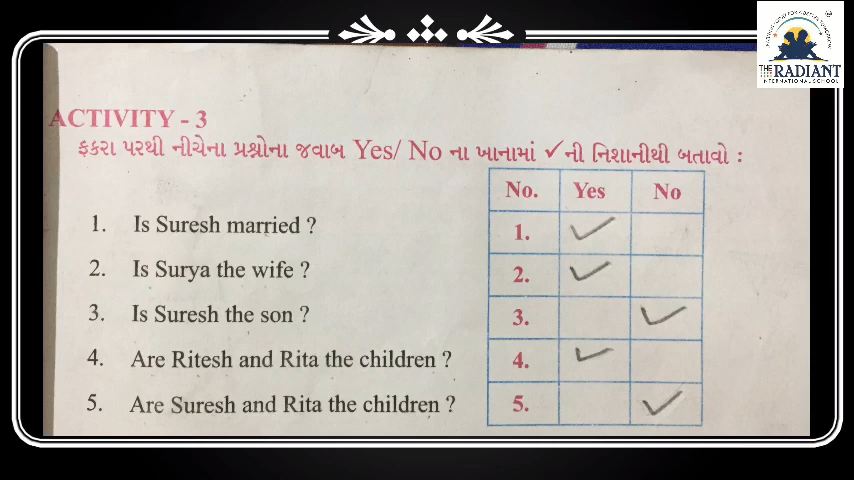 THE RADIANT
INTERNATIONAL SCHOOL
ACTIVITY - 3
ફકરા પરથી નીચેના પ્રશ્નોના જવાબ Yes/ No ના ખાનામાં ✓ની નિશાનીથી બતાવો :
No. Yes No
1. Is Suresh married ? 1. ✓
2. Is Surya the wife ? 2. ✓
3. Is Suresh the son ? 3. ✓
4. Are Ritesh and Rita the children ? 4. ✓
5. Are Suresh and Rita the children ? 5. ✓